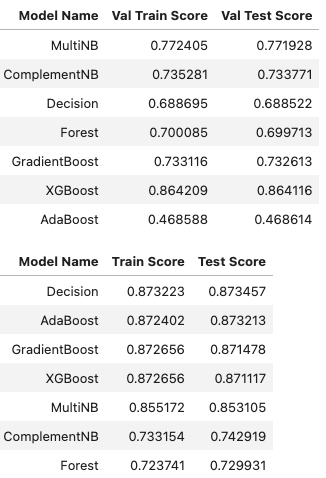 Model Name Val Train Score Val Test Score
MultiNB 0.772405 0.771928
ComplementNB 0.735281 0.733771
Decision 0.688695 0.688522
Forest 0.700085 0.699713
GradientBoost 0.733116 0.732613
XGBoost 0.864209 0.864116
AdaBoost 0.468588 0.468614
Model Name Train Score Test Score
Decision 0.873223 0.873457
AdaBoost 0.872402 0.873213
GradientBoost 0.872656 0.871478
XGBoost 0.872656 0.871117
MultiNB 0.855172 0.853105
ComplementNB 0.733154 0.742919
Forest 0.723741 0.729931